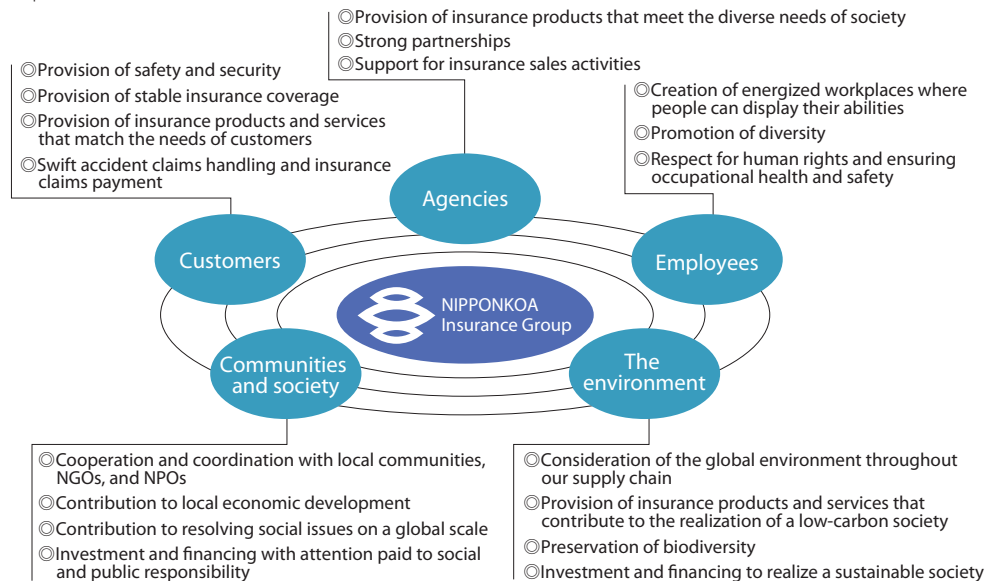 ◎Provision of insurance products that meet the diverse needs of society
◎Strong partnerships
◎Support for insurance sales activities
◎Provision of safety and security
◎Provision of stable insurance coverage
◎Provision of insurance products and services
that match the needs of customers
◎Swift accident claims handling and insurance
claims payment
◎Creation of energized workplaces where
people can display their abilities
◎Promotion of diversity
◎Respect for human rights and ensuring
occupational health and safety
Agencies
Customers
Employees
NIPPONKOA
Insurance Group
Communities
and society
The
environment
◎Cooperation and coordination with local communities,
NGOs, and NPOs
◎Contribution to local economic development
◎Contribution to resolving social issues on a global scale
◎Investment and financing with attention paid to social
and public responsibility
◎Consideration of the global environment throughout
our supply chain
◎Provision of insurance products and services that
contribute to the realization of a low-carbon society
◎Preservation of biodiversity
◎Investment and financing to realize a sustainable society